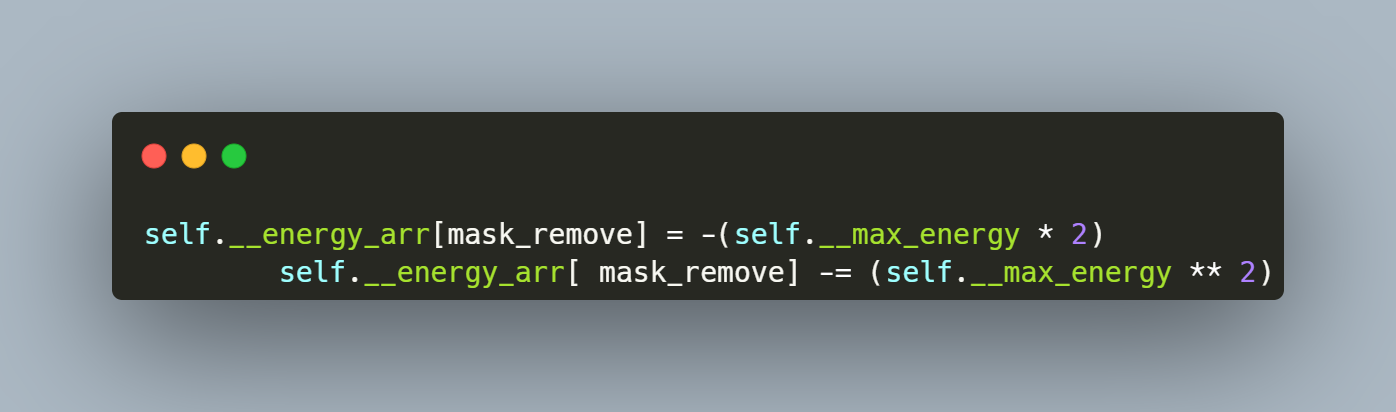 self.__energy_arr[mask_remove] = -(self.__max_energy * 2)
        self.__energy_arr[ mask_remove] -= (self.__max_energy ** 2)